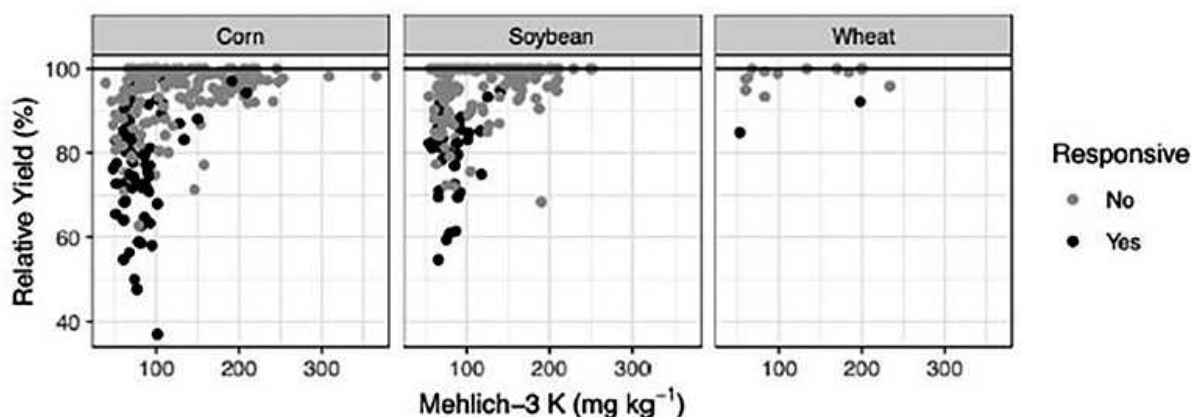 Corn Soybean Wheat
100
80
60
40
Relative Yield (%)
100 200 300 100 200 300 100 200 300
Mehlich−3 K (mg kg⁻¹)
Responsive
No
Yes